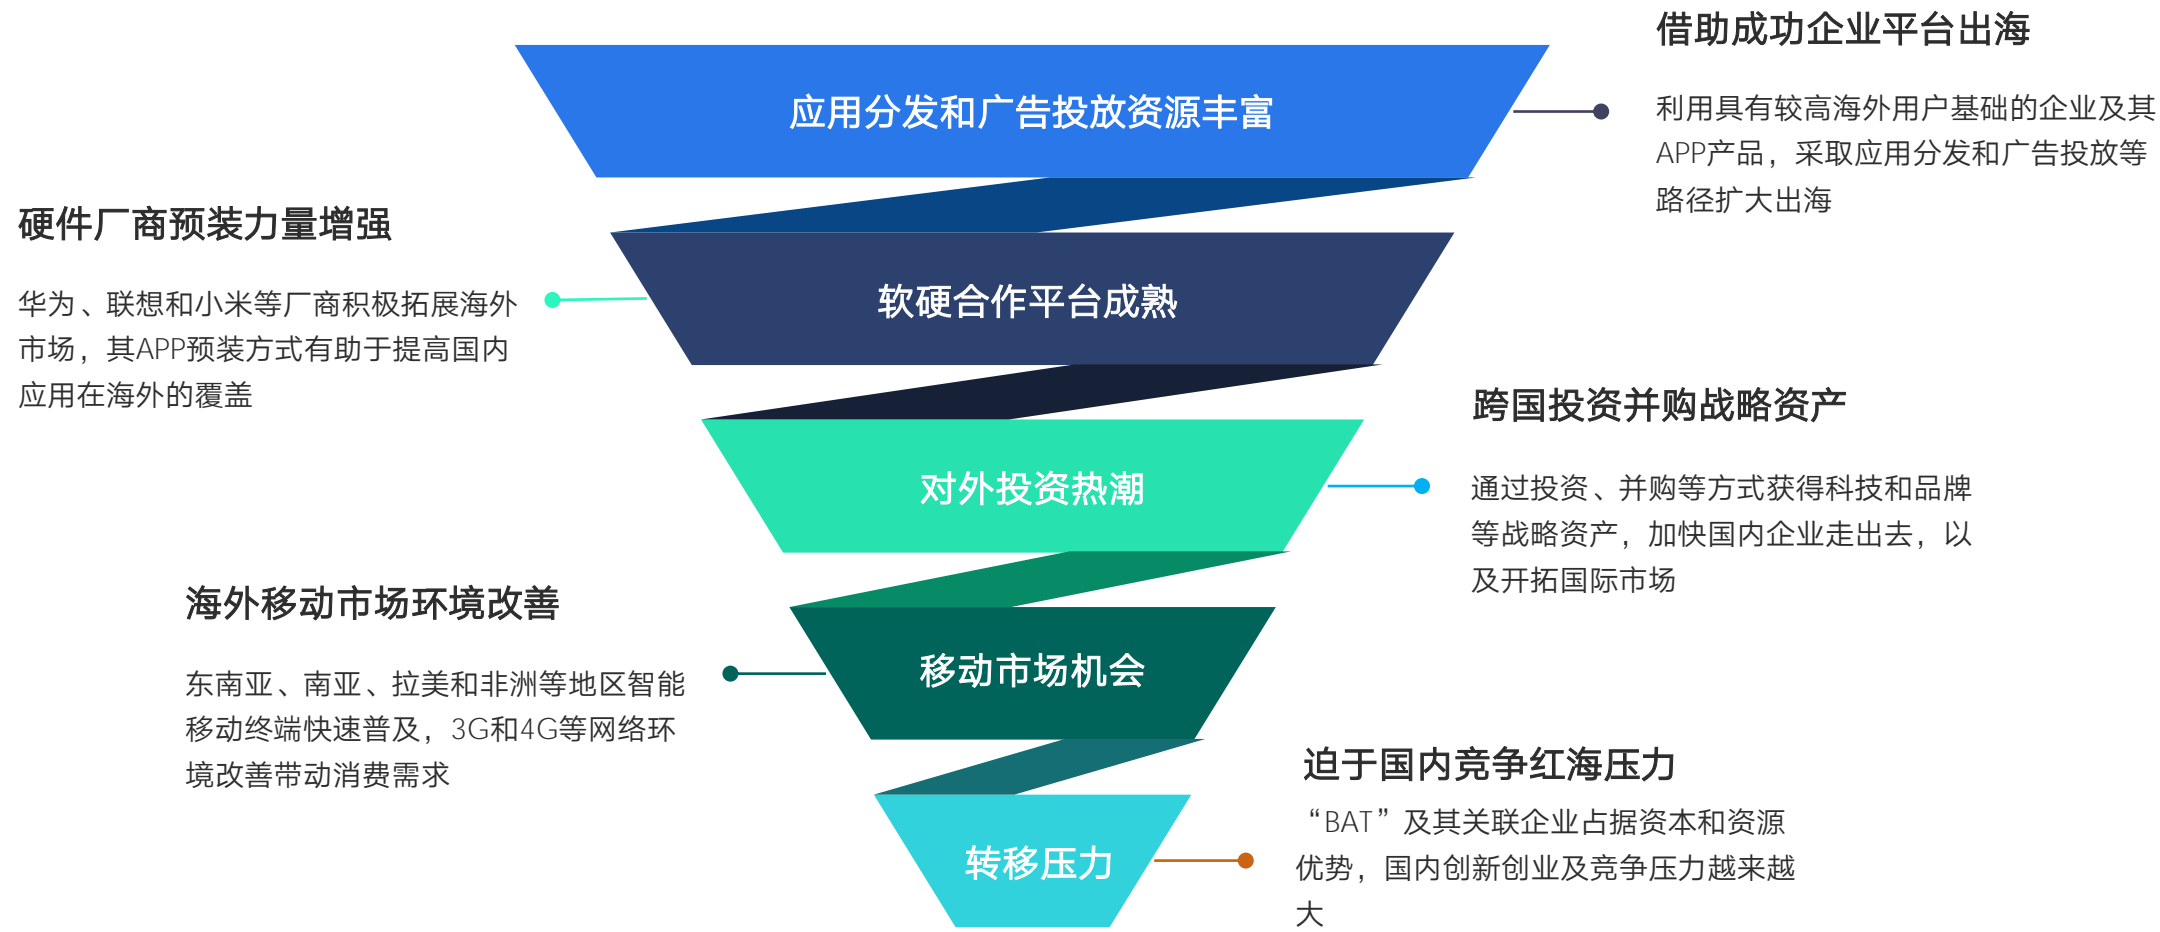 应用分发和广告投放资源丰富
借助成功企业平台出海
利用具有较高海外用户基础的企业及其
APP产品，采取应用分发和广告投放等
路径扩大出海
硬件厂商预装力量增强
华为、联想和小米等厂商积极拓展海外
市场，其APP预装方式有助于提高国内
应用在海外的覆盖
软硬合作平台成熟
对外投资热潮
跨国投资并购战略资产
通过投资、并购等方式获得科技和品牌
等战略资产，加快国内企业走出去，以
及开拓国际市场
海外移动市场环境改善
东南亚、南亚、拉美和非洲等地区智能
移动终端快速普及，3G和4G等网络环
境改善带动消费需求
移动市场机会
转移压力
迫于国内竞争红海压力
“BAT”及其关联企业占据资本和资源
优势，国内创新创业及竞争压力越来越
大